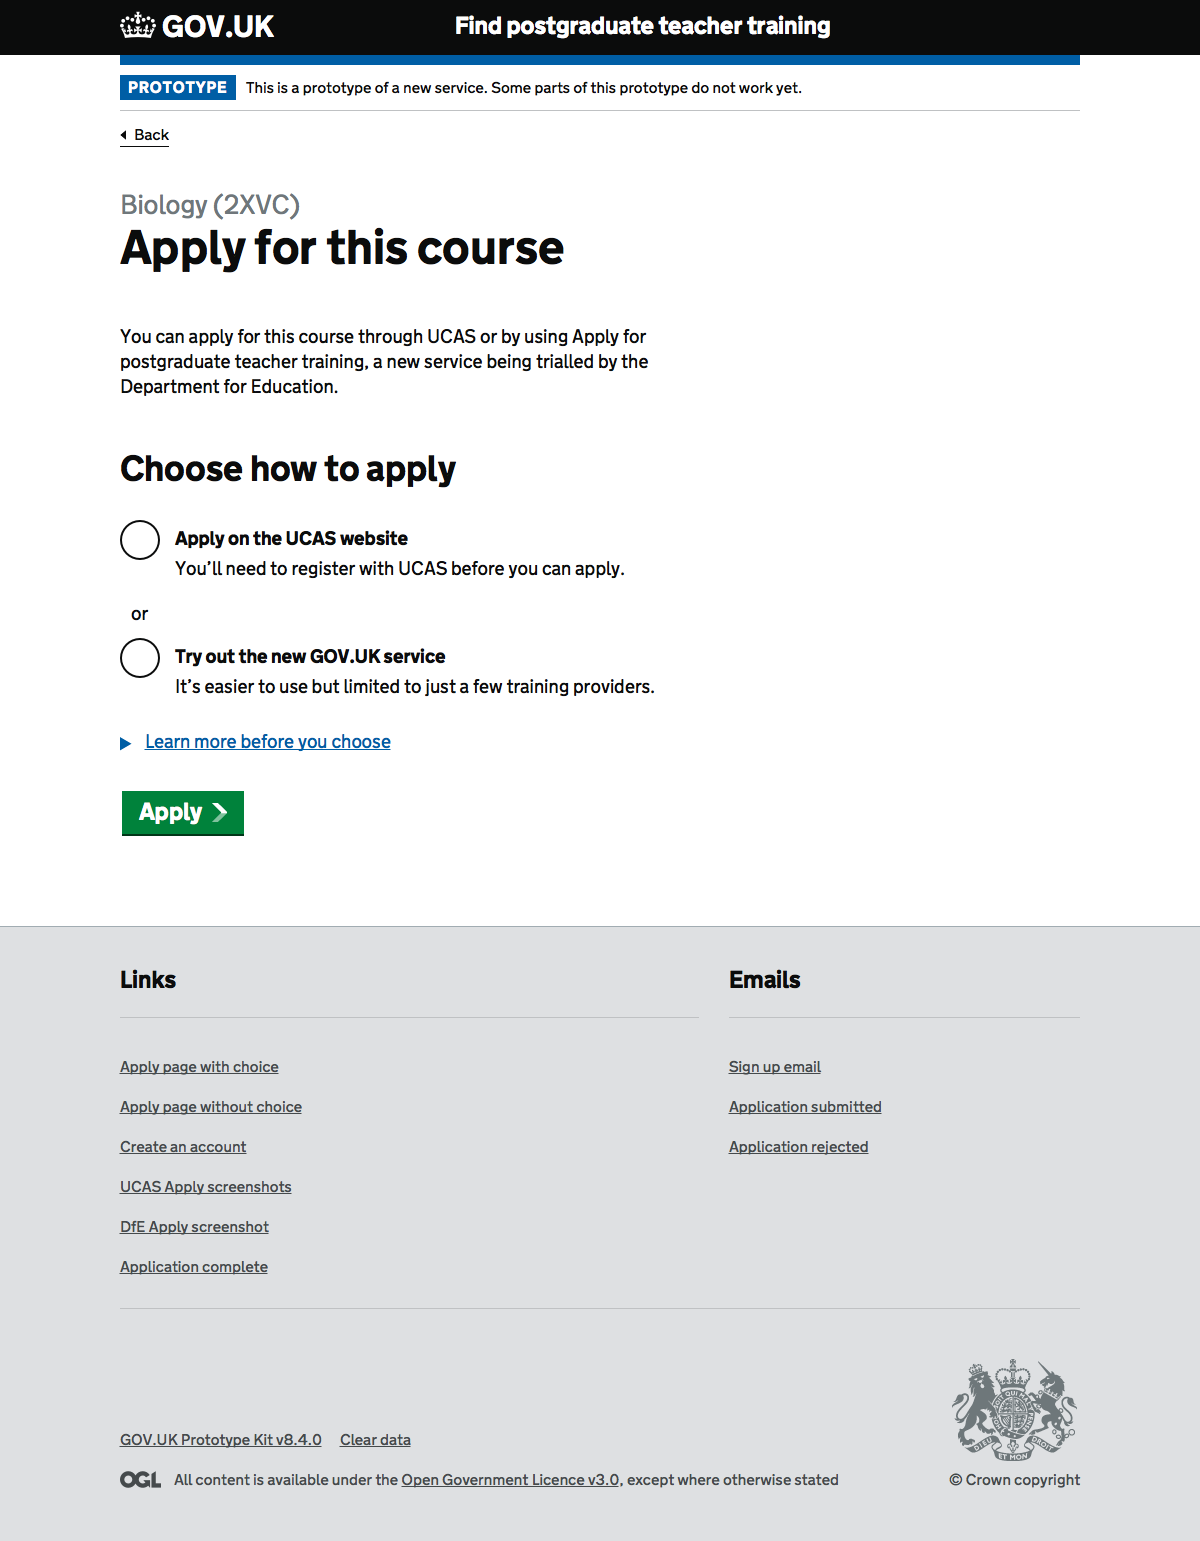 GOV.UK Find postgraduate teacher training
PROTOTYPE This is a prototype of a new service. Some parts of this prototype do not work yet.
Back
Biology (2XVC)
Apply for this course
You can apply for this course through UCAS or by using Apply for
postgraduate teacher training, a new service being trialled by the
Department for Education.
Choose how to apply
Apply on the UCAS website
You’ll need to register with UCAS before you can apply.
or
Try out the new GOV.UK service
It’s easier to use but limited to just a few training providers.
Learn more before you choose
Apply
Links
Apply page with choice
Apply page without choice
Create an account
UCAS Apply screenshots
DfE Apply screenshot
Application complete
Emails
Sign up email
Application submitted
Application rejected
GOV.UK Prototype Kit v8.4.0 Clear data
OGL All content is available under the Open Government Licence v3.0, except where otherwise stated
DIEU ET MON DROIT
© Crown copyright